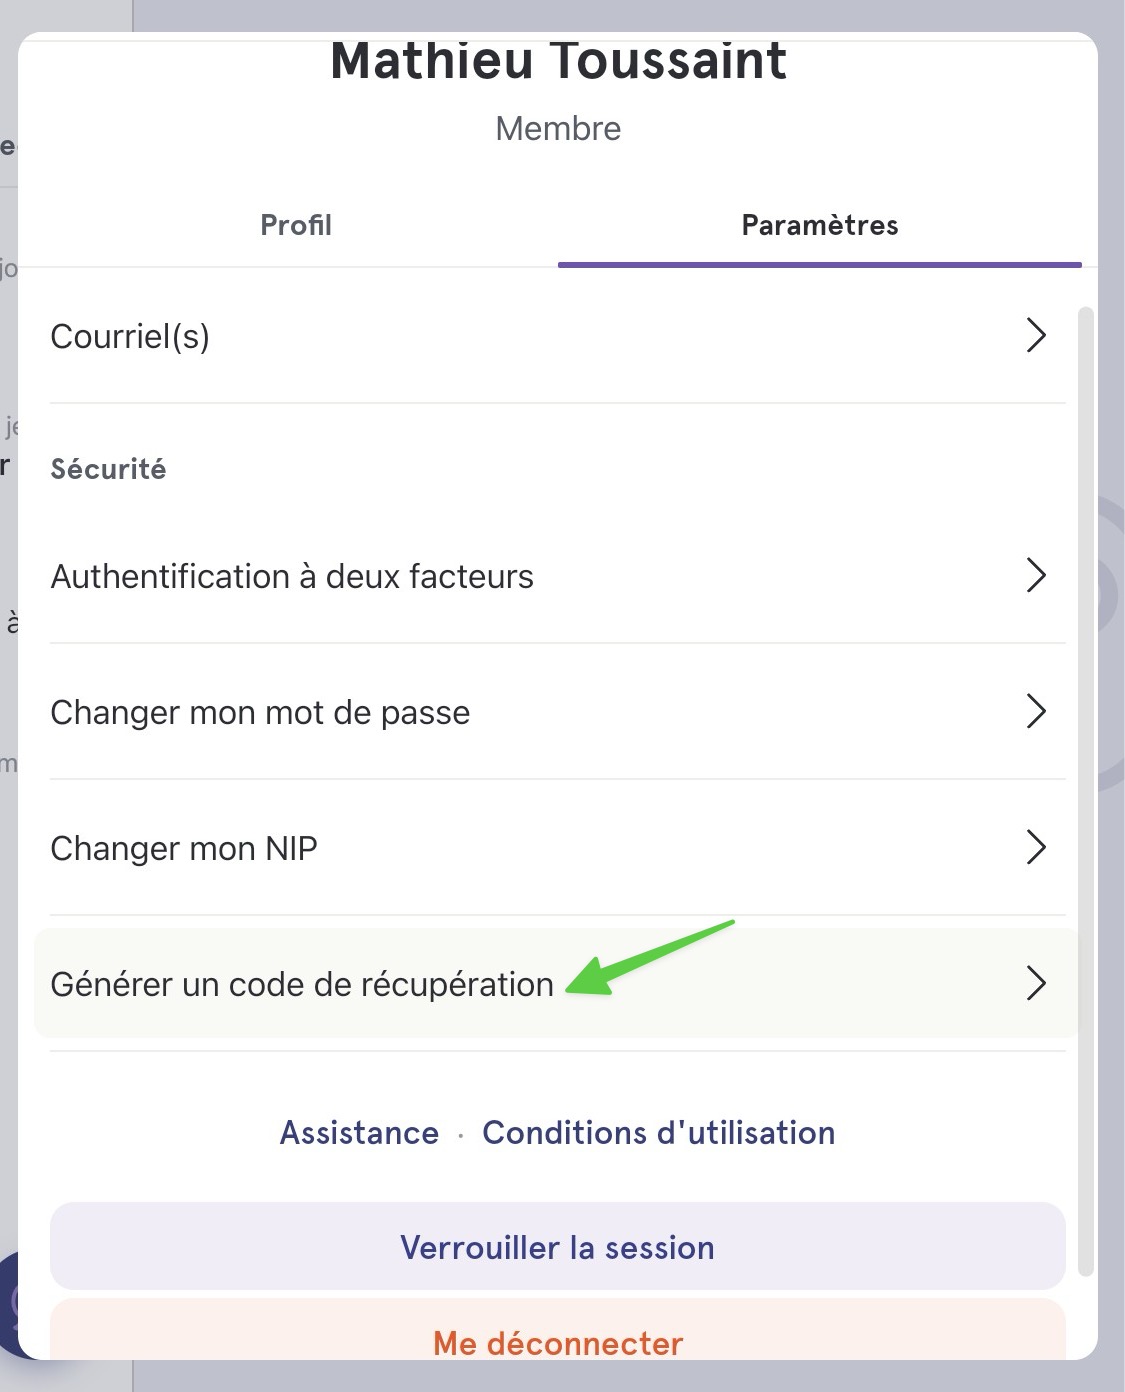 Mathieu Toussaint
Membre
Profil
Paramètres
Courriel(s)
Sécurité
Authentification à deux facteurs
Changer mon mot de passe
Changer mon NIP
Générer un code de récupération
Assistance · Conditions d'utilisation
Verrouiller la session
Me déconnecter